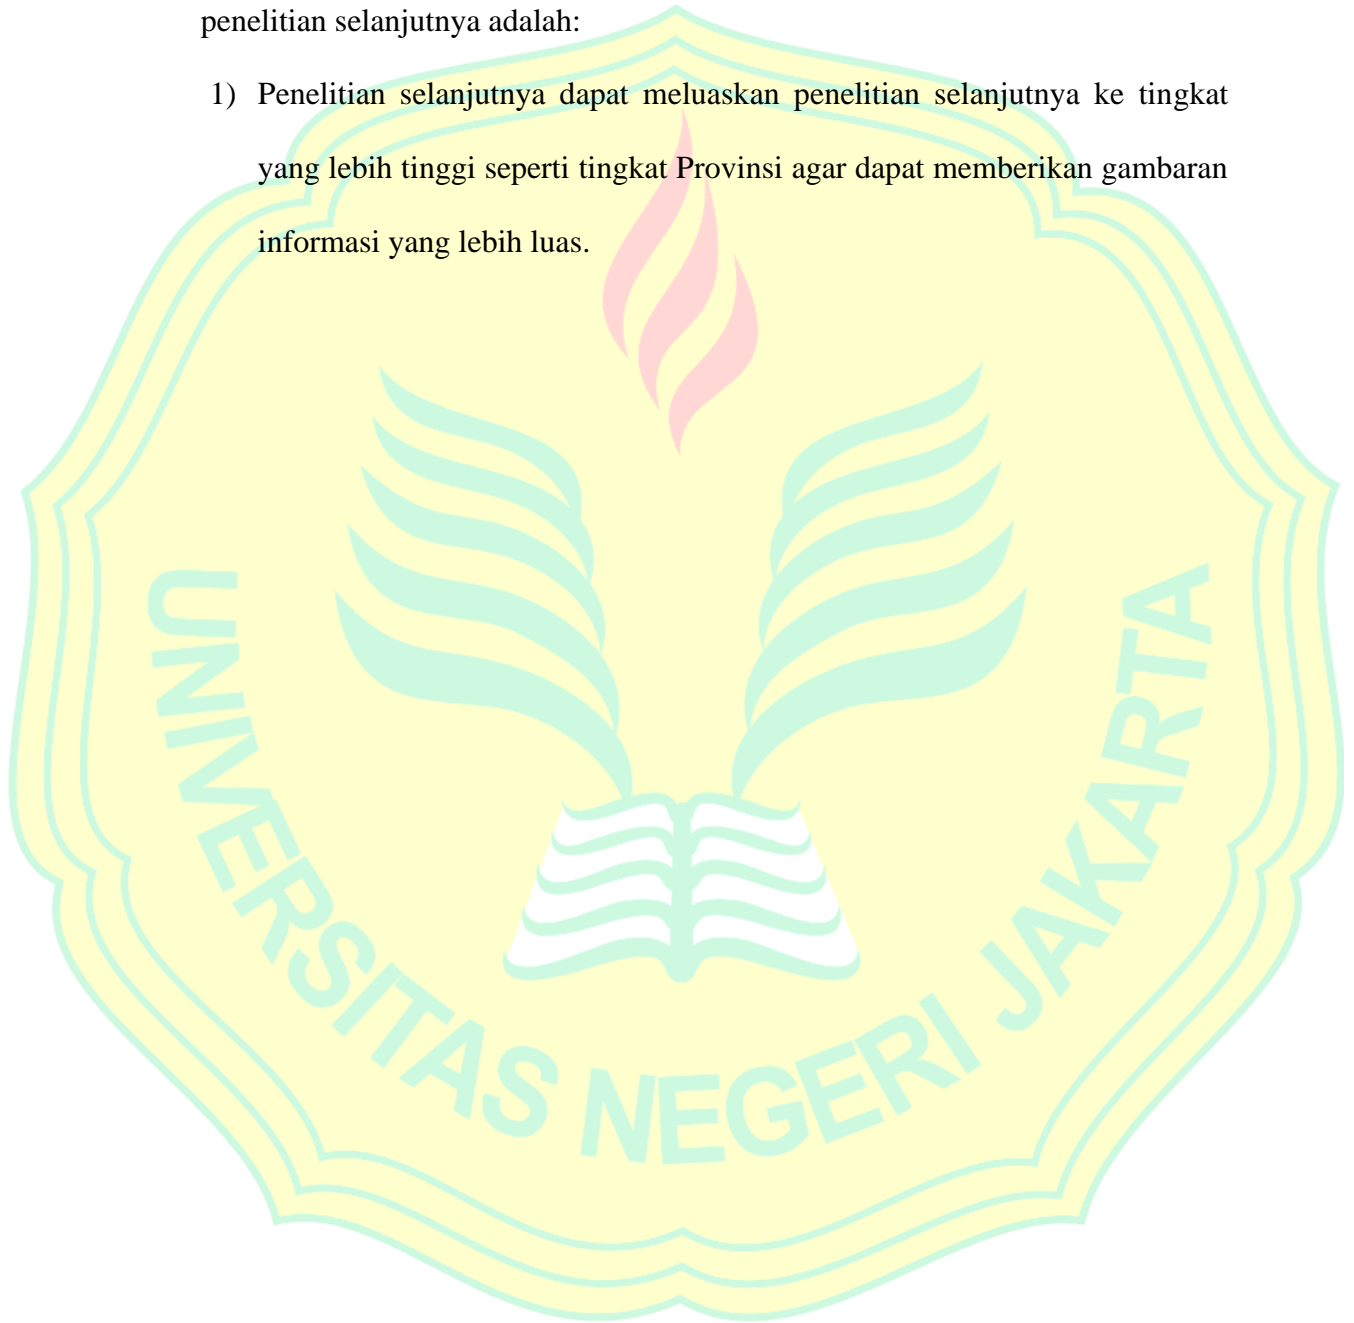 penelitian selanjutnya adalah:
1) Penelitian selanjutnya dapat meluaskan penelitian selanjutnya ke tingkat
yang lebih tinggi seperti tingkat Provinsi agar dapat memberikan gambaran
informasi yang lebih luas.
UNIVERSITAS NEGERI JAKARTA